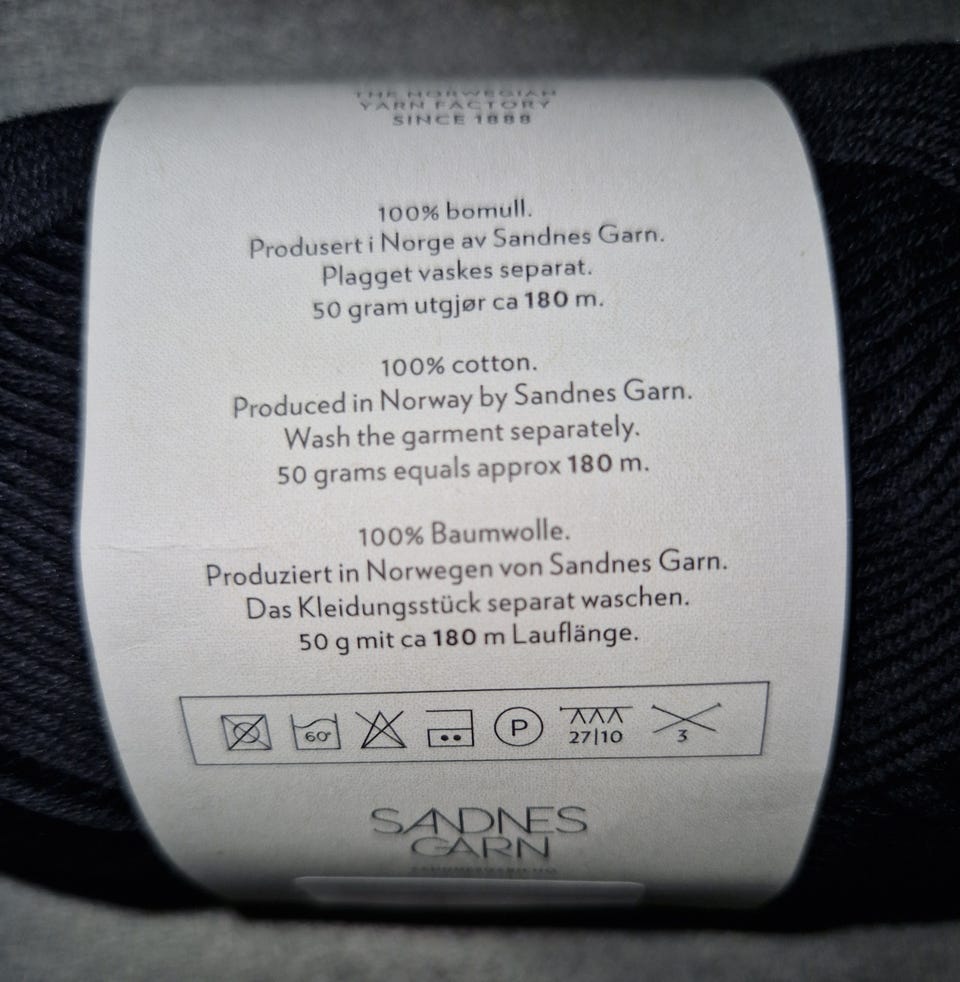 THE NORWEGIAN
YARN FACTORY
SINCE 1888
100% bomull.
Produsert i Norge av Sandnes Garn.
Plagget vaskes separat.
50 gram utgjør ca 180 m.
100% cotton.
Produced in Norway by Sandnes Garn.
Wash the garment separately.
50 grams equals approx 180 m.
100% Baumwolle.
Produziert in Norwegen von Sandnes Garn.
Das Kleidungsstück separat waschen.
50 g mit ca 180 m Lauflänge.
60° P 27|10 3
SANDNES
GARN